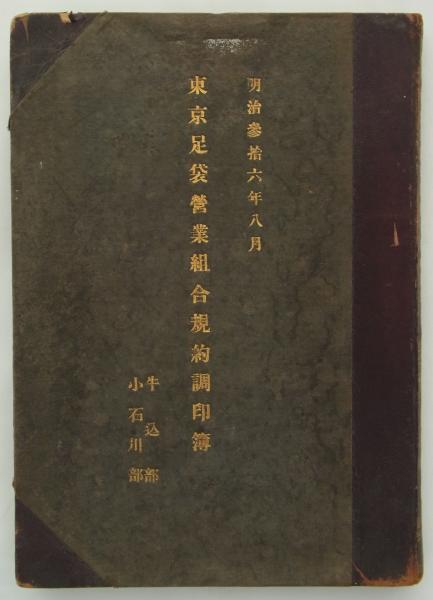 明治參拾六年八月
東京足袋營業組合規約調印簿
牛込部
小石川部